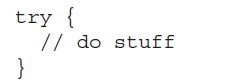 try {
  // do stuff
}